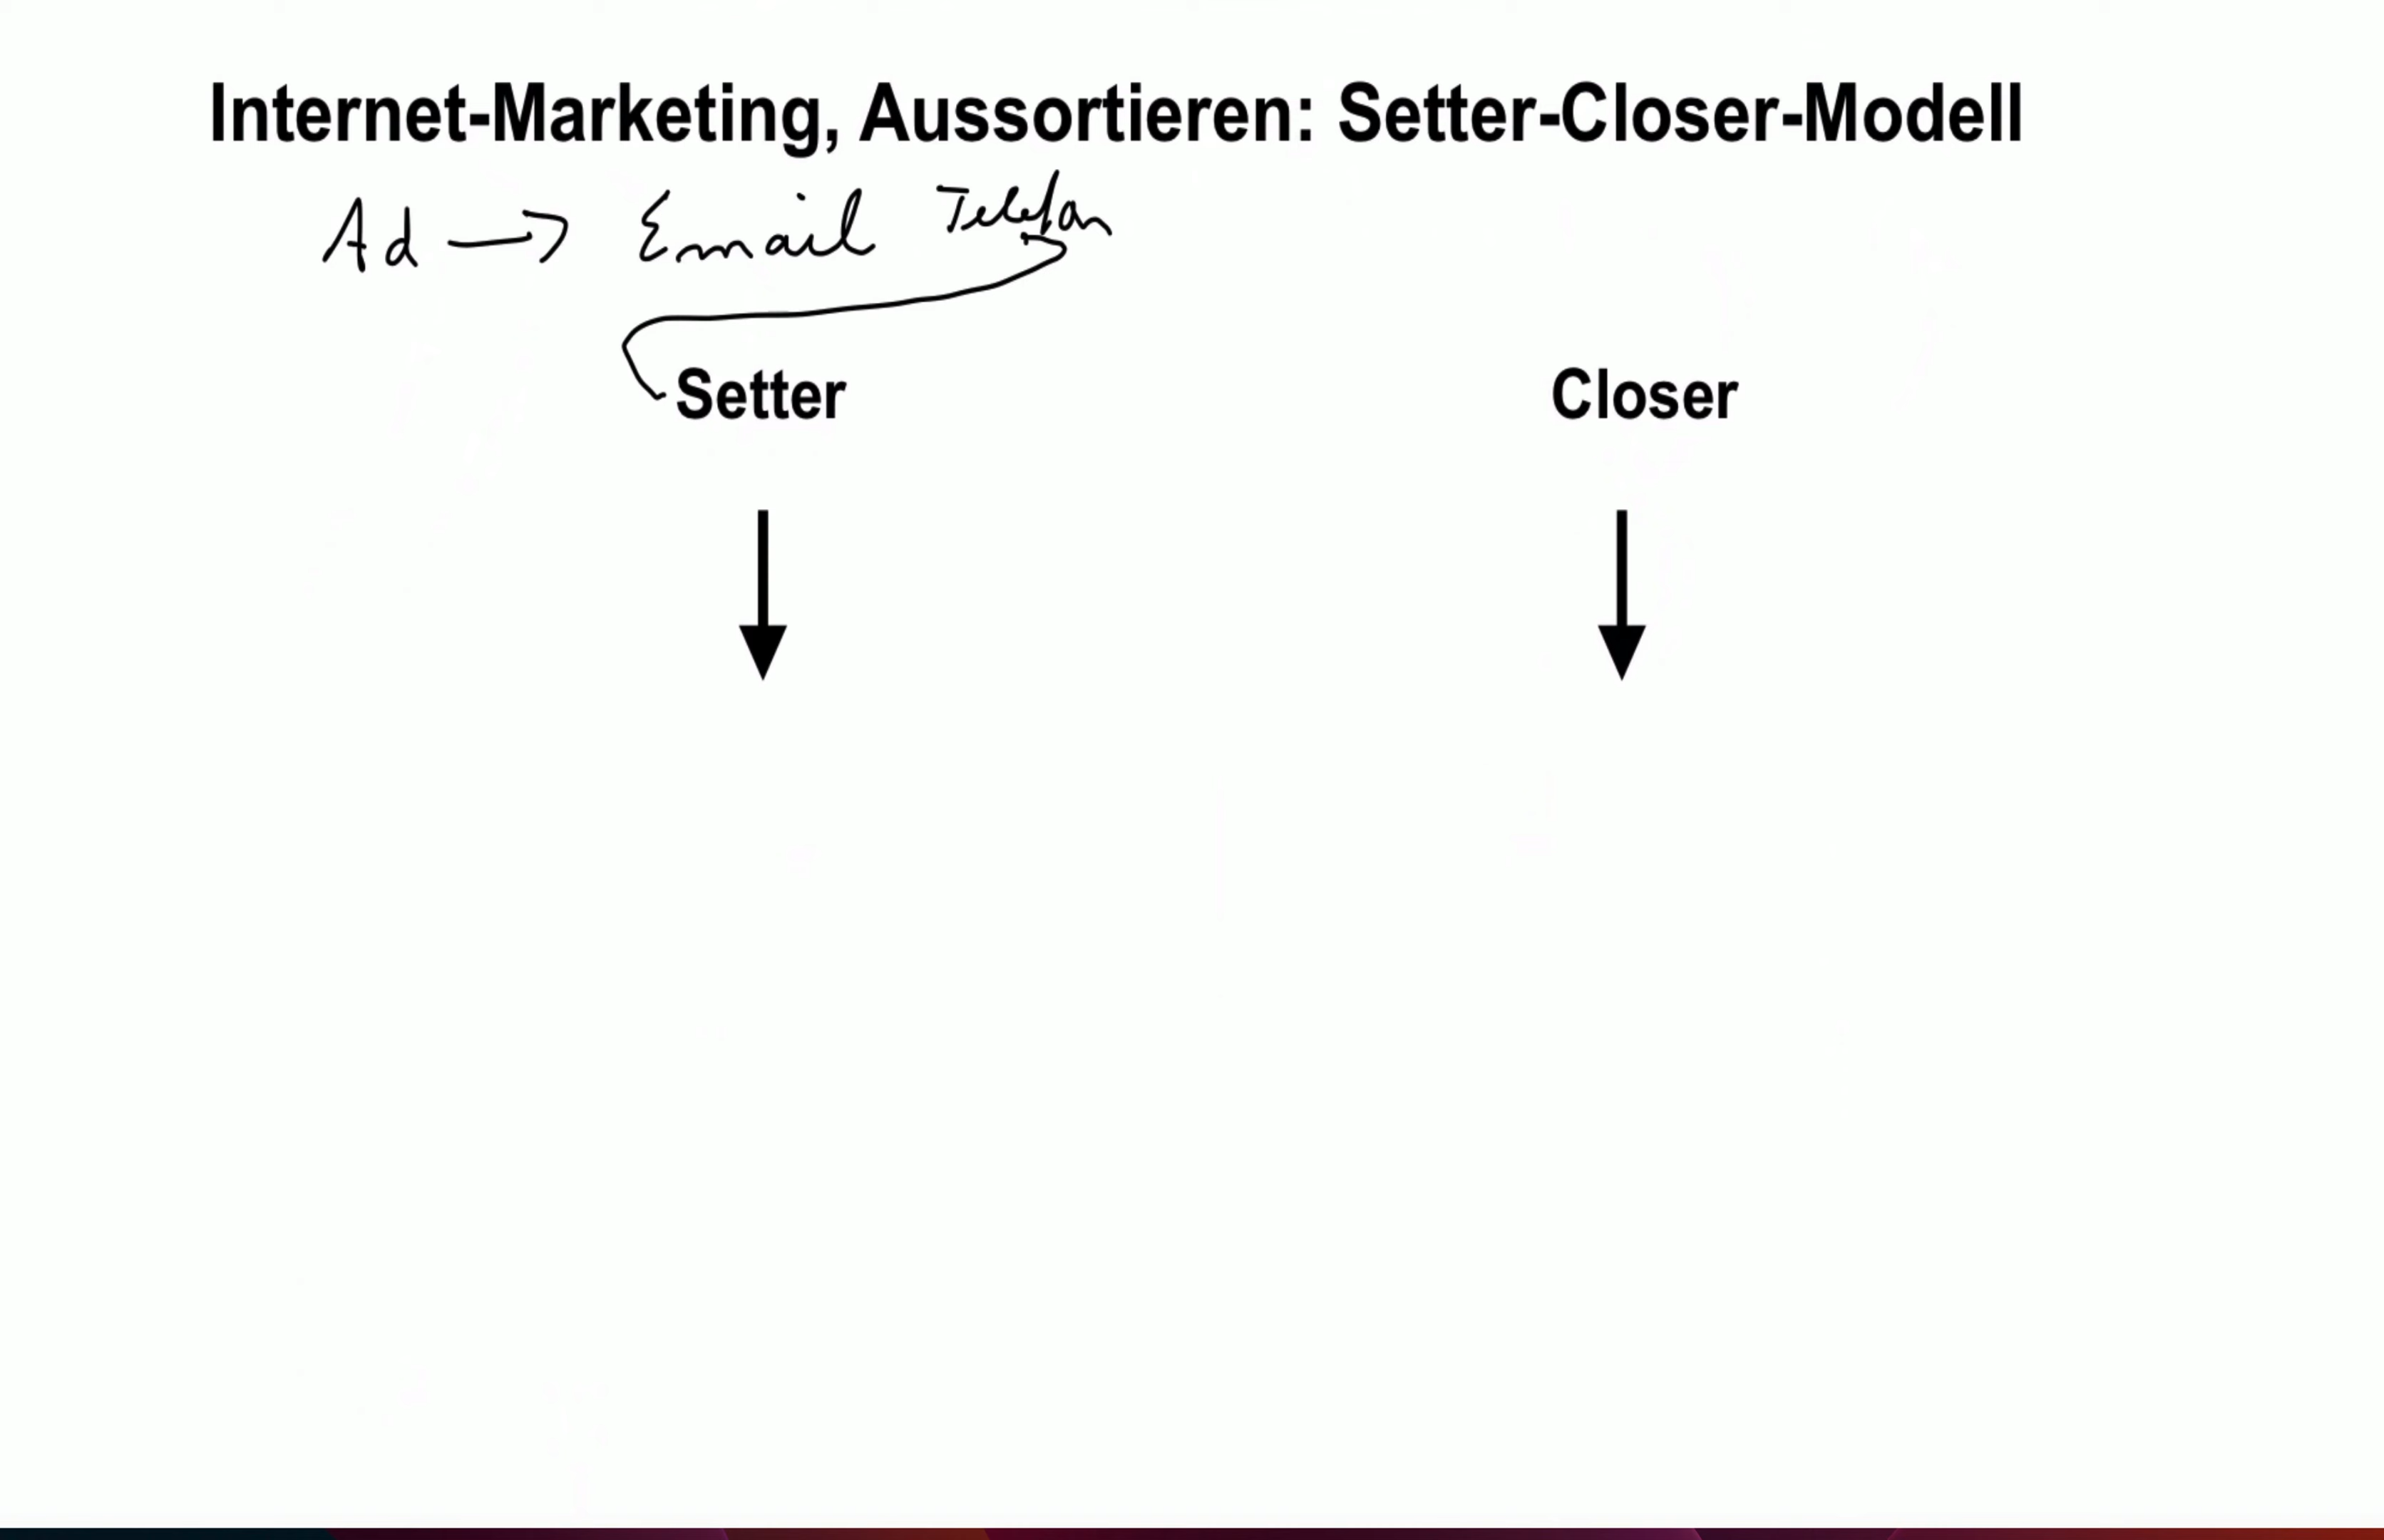 Internet-Marketing, Aussortieren: Setter-Closer-Modell
Ad → Email Telefon
Setter Closer